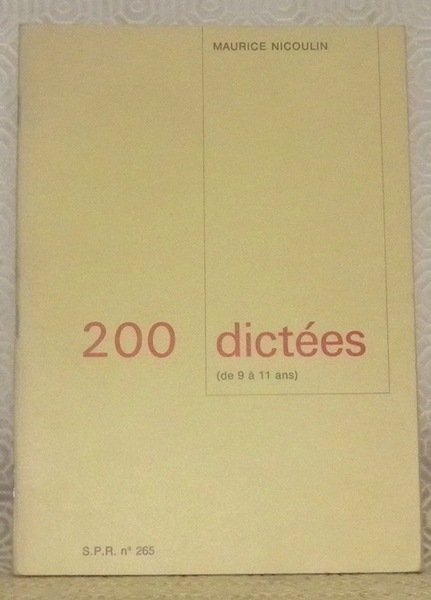 MAURICE NICOULIN
200 dictées
(de 9 à 11 ans)
S.P.R. n° 265